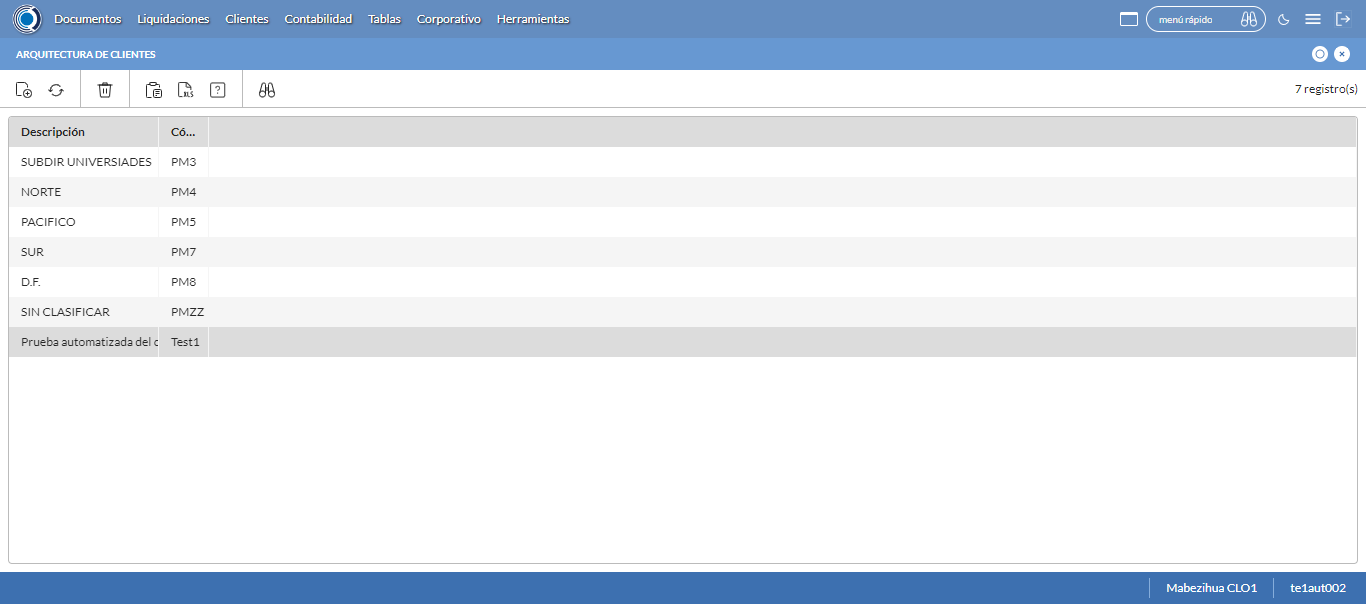 Documentos Liquidaciones Clientes Contabilidad Tablas Corporativo Herramientas menú rápido
ARQUITECTURA DE CLIENTES
XLS ? 7 registro(s)
Descripción Có...
SUBDIR UNIVERSIADES PM3
NORTE PM4
PACIFICO PM5
SUR PM7
D.F. PM8
SIN CLASIFICAR PMZZ
Prueba automatizada del c Test1
Mabezihua CLO1 te1aut002